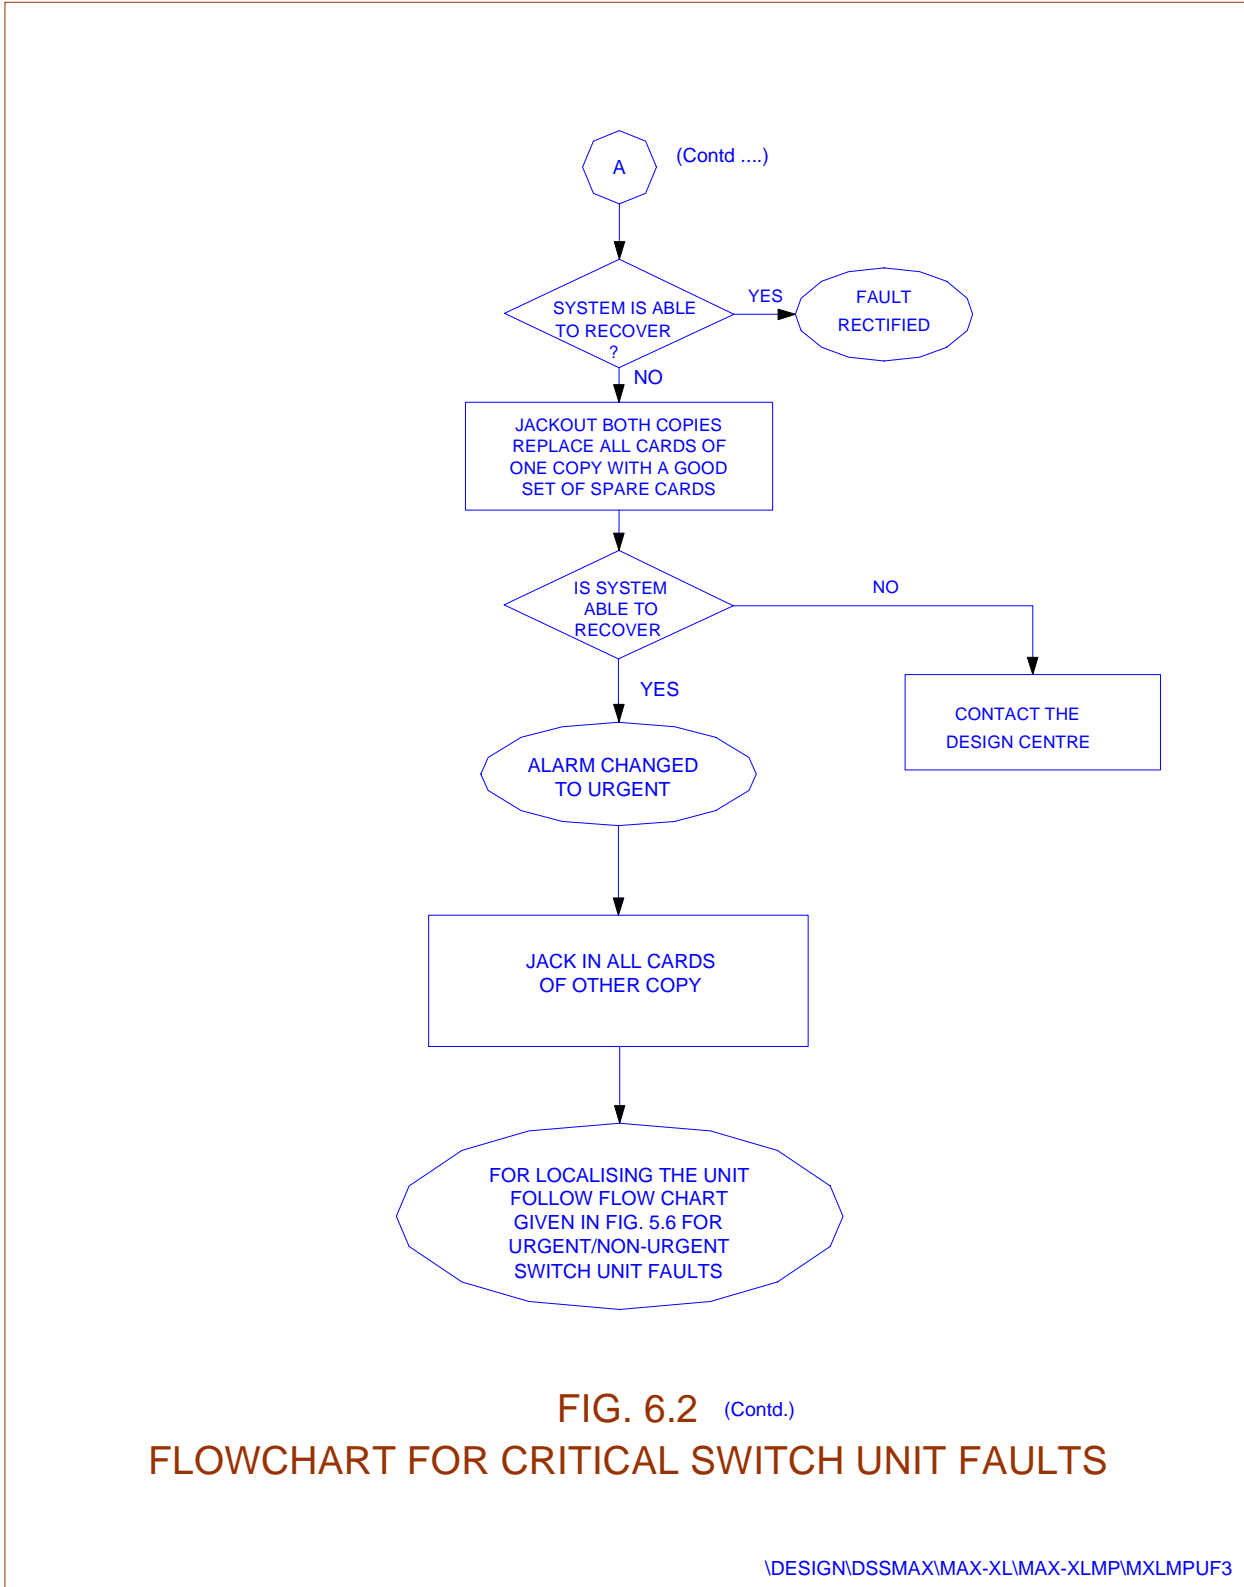 A
(Contd ....)
SYSTEM IS ABLE
TO RECOVER
?
YES
FAULT
RECTIFIED
NO
JACKOUT BOTH COPIES
REPLACE ALL CARDS OF
ONE COPY WITH A GOOD
SET OF SPARE CARDS
IS SYSTEM
ABLE TO
RECOVER
NO
YES
CONTACT THE
DESIGN CENTRE
ALARM CHANGED
TO URGENT
JACK IN ALL CARDS
OF OTHER COPY
FOR LOCALISING THE UNIT
FOLLOW FLOW CHART
GIVEN IN FIG. 5.6 FOR
URGENT/NON-URGENT
SWITCH UNIT FAULTS
FIG. 6.2 (Contd.)
FLOWCHART FOR CRITICAL SWITCH UNIT FAULTS
\DESIGN\DSSMAX\MAX-XL\MAX-XLMP\MXLMPUF3